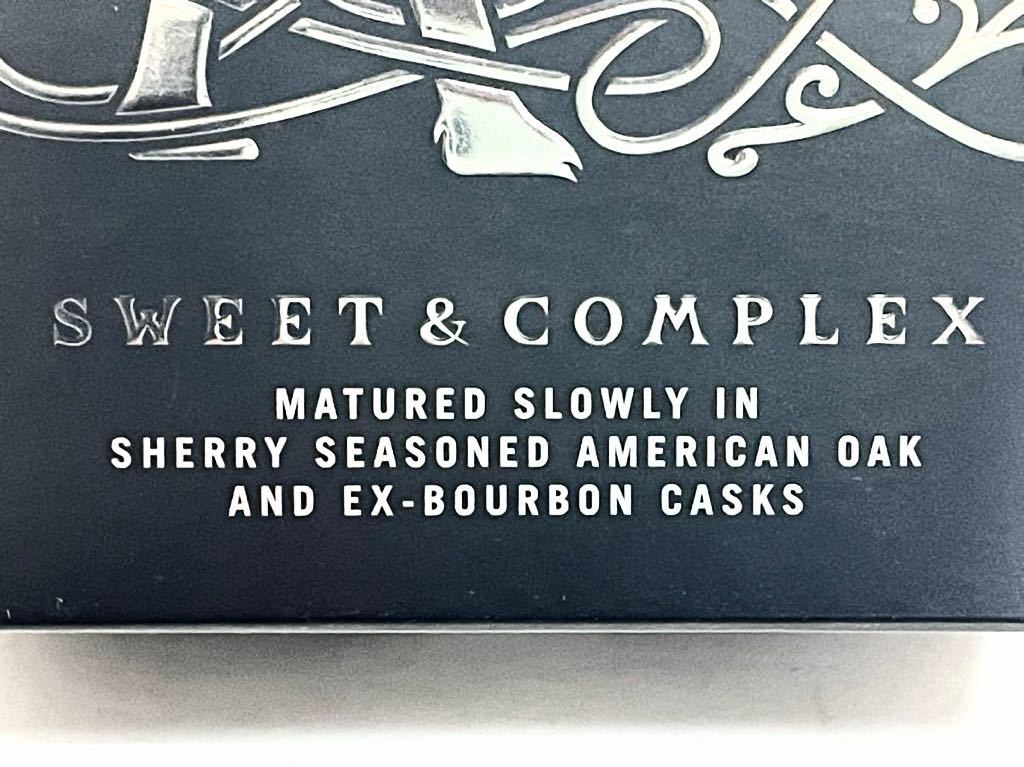 SWEET & COMPLEX
MATURED SLOWLY IN
SHERRY SEASONED AMERICAN OAK
AND EX-BOURBON CASKS